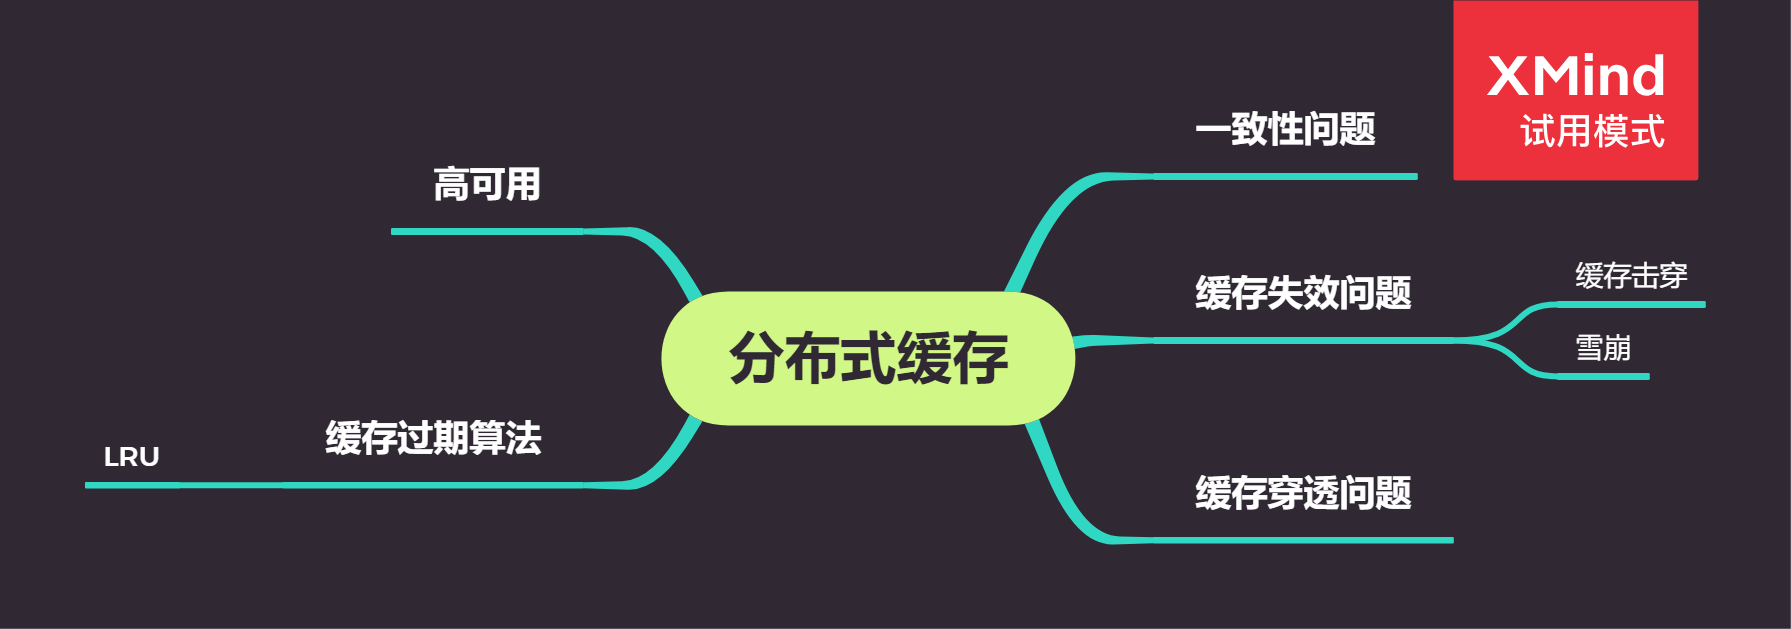 XMind
试用模式
一致性问题
高可用
缓存失效问题
缓存击穿
雪崩
分布式缓存
缓存过期算法
LRU
缓存穿透问题